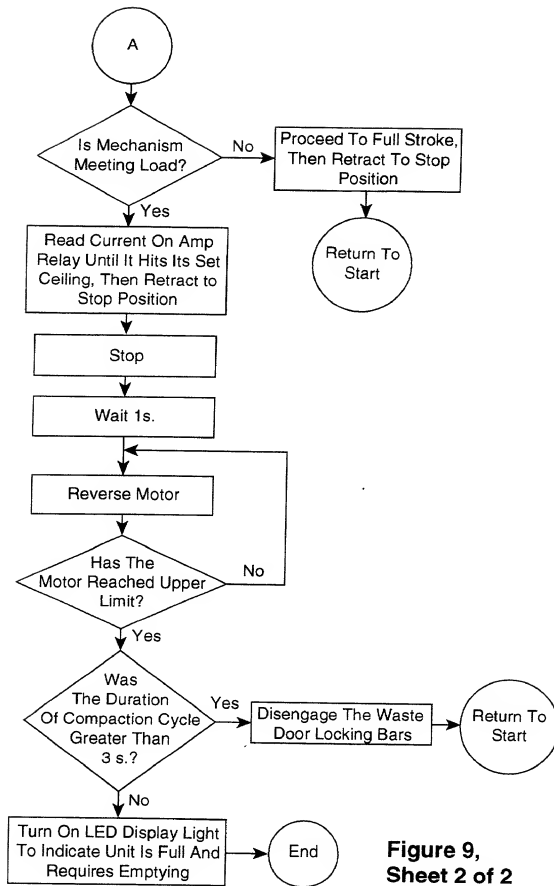 A
Is Mechanism
Meeting Load?
No
Proceed To Full Stroke,
Then Retract To Stop
Position
Yes
Return To
Start
Read Current On Amp
Relay Until It Hits Its Set
Ceiling, Then Retract to
Stop Position
Stop
Wait 1s.
Reverse Motor
Has The
Motor Reached Upper
Limit?
No
Yes
Was
The Duration
Of Compaction Cycle
Greater Than
3 s.?
Yes
Disengage The Waste
Door Locking Bars
Return To
Start
No
Turn On LED Display Light
To Indicate Unit Is Full And
Requires Emptying
End
Figure 9,
Sheet 2 of 2